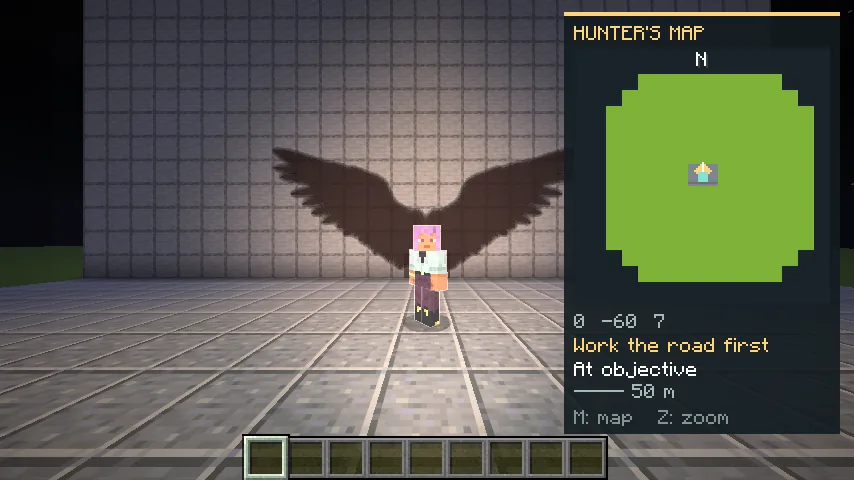 HUNTER'S MAP
N
0 -60 7
Work the road first
At objective
50 m
M: map Z: zoom